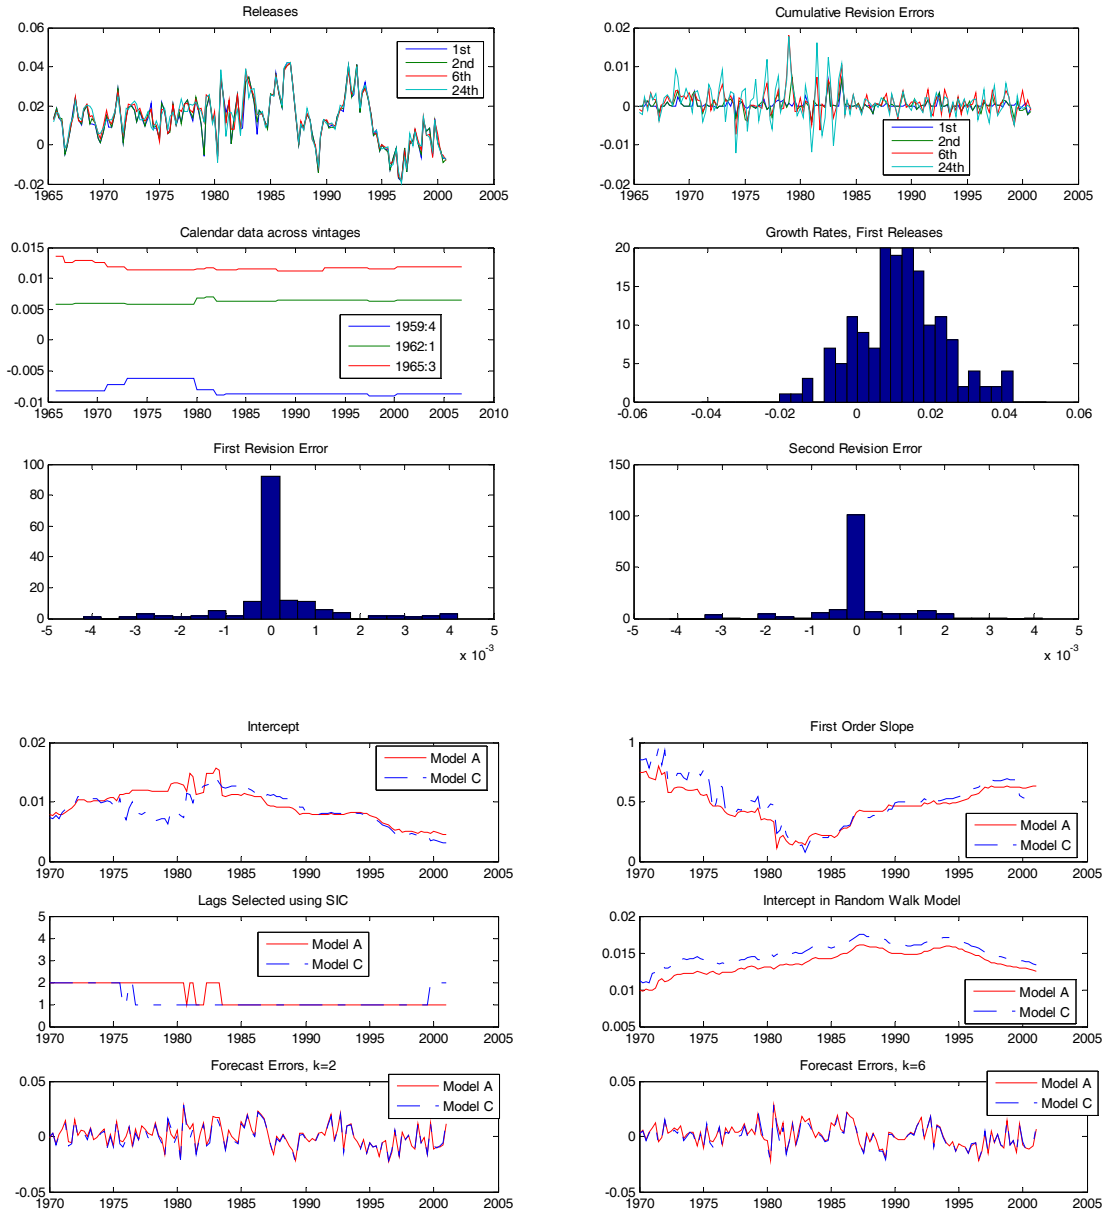 Releases
0.06
0.04
0.02
0
-0.02
1965 1970 1975 1980 1985 1990 1995 2000 2005
1st
2nd
6th
24th
Cumulative Revision Errors
0.02
0.01
0
-0.01
-0.02
1965 1970 1975 1980 1985 1990 1995 2000 2005
1st
2nd
6th
24th
Calendar data across vintages
0.015
0.01
0.005
0
-0.005
-0.01
1965 1970 1975 1980 1985 1990 1995 2000 2005 2010
1959:4
1962:1
1965:3
Growth Rates, First Releases
20
15
10
5
0
-0.06 -0.04 -0.02 0 0.02 0.04 0.06
First Revision Error
100
80
60
40
20
0
-5 -4 -3 -2 -1 0 1 2 3 4 5
x 10-3
Second Revision Error
150
100
50
0
-5 -4 -3 -2 -1 0 1 2 3 4 5
x 10-3
Intercept
0.02
0.01
0
1970 1975 1980 1985 1990 1995 2000 2005
Model A
Model C
First Order Slope
1
0.5
0
1970 1975 1980 1985 1990 1995 2000 2005
Model A
Model C
Lags Selected using SIC
5
4
3
2
1
0
1970 1975 1980 1985 1990 1995 2000 2005
Model A
Model C
Intercept in Random Walk Model
0.02
0.015
0.01
0.005
1970 1975 1980 1985 1990 1995 2000 2005
Model A
Model C
Forecast Errors, k=2
0.05
0
-0.05
1970 1975 1980 1985 1990 1995 2000 2005
Model A
Model C
Forecast Errors, k=6
0.05
0
-0.05
1970 1975 1980 1985 1990 1995 2000 2005
Model A
Model C